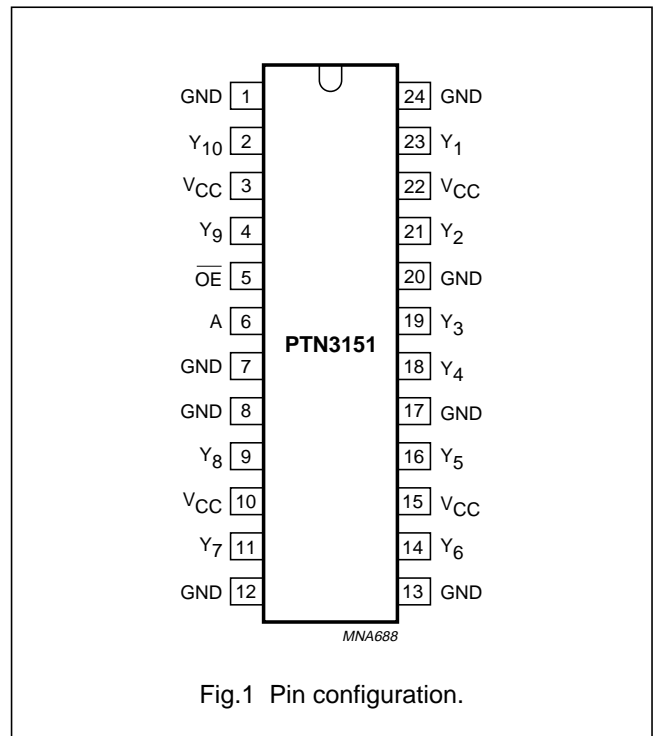 GND 1 24 GND
Y10 2 23 Y1
VCC 3 22 VCC
Y9 4 21 Y2
O̅E̅ 5 20 GND
A 6 19 Y3
PTN3151
GND 7 18 Y4
GND 8 17 GND
Y8 9 16 Y5
VCC 10 15 VCC
Y7 11 14 Y6
GND 12 13 GND
MNA688
Fig.1 Pin configuration.